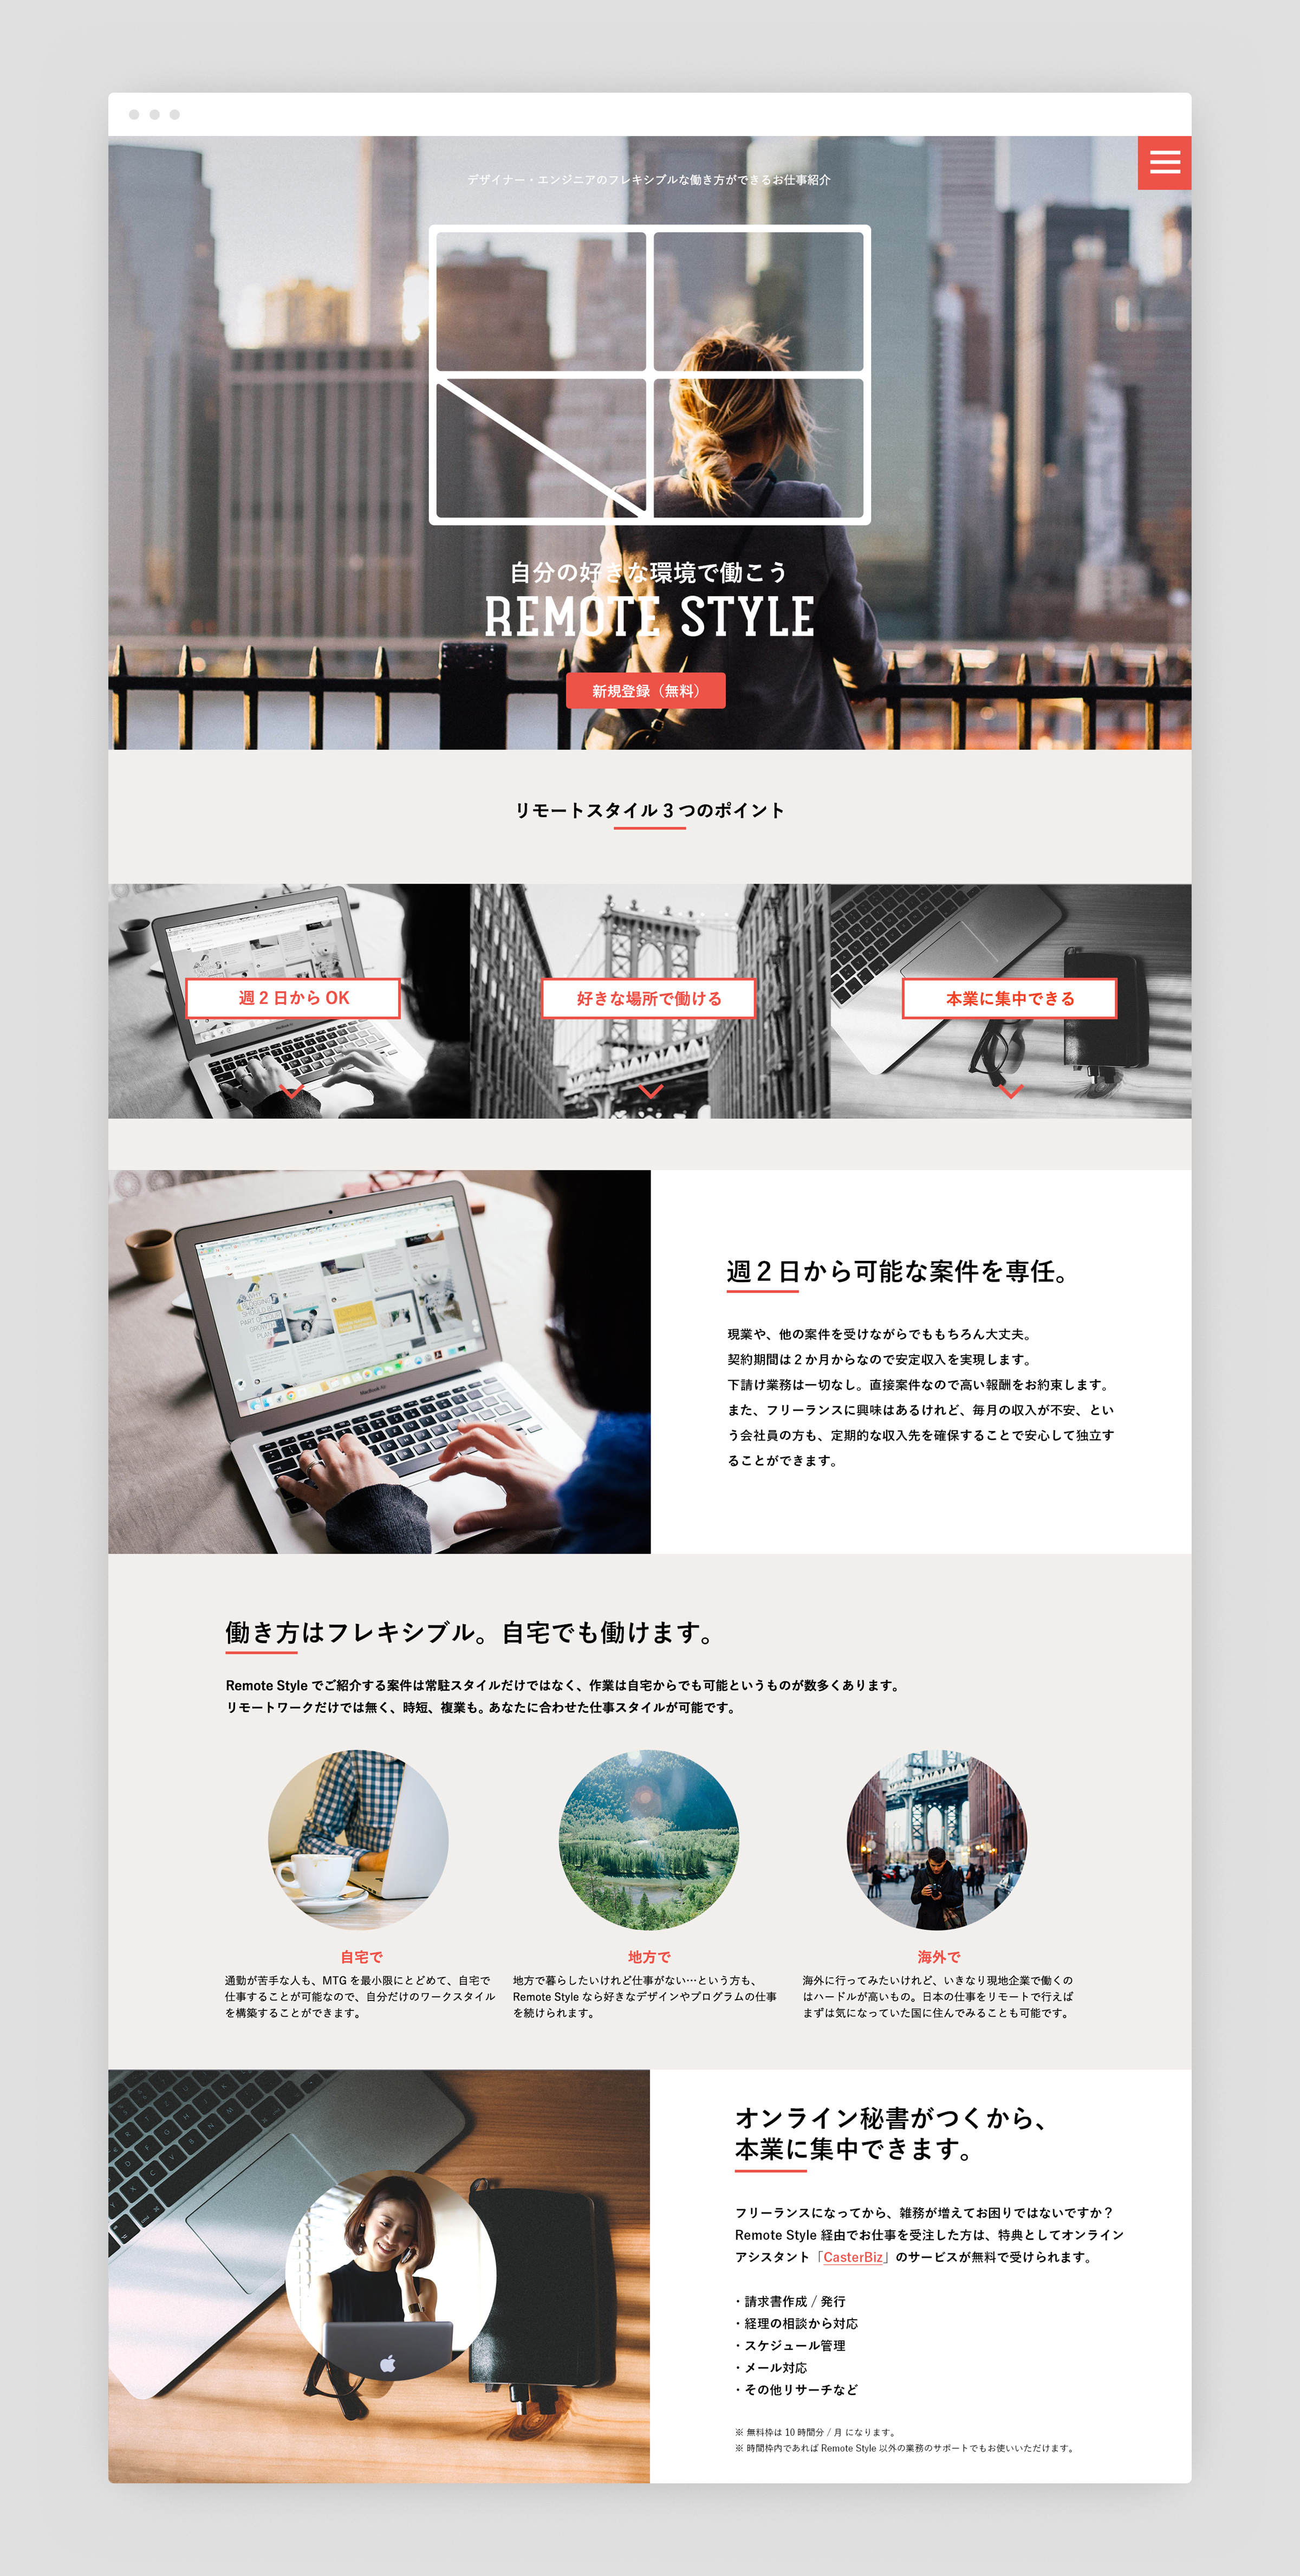 デザイナー・エンジニアのフレキシブルな働き方ができるお仕事紹介
自分の好きな環境で働こう
REMOTE STYLE
新規登録（無料）
リモートスタイル 3 つのポイント
週 2 日から OK
好きな場所で働ける
本業に集中できる
週 2 日から可能な案件を専任。
現業や、他の案件を受けながらでももちろん大丈夫。
契約期間は 2 か月からなので安定収入を実現します。
下請け業務は一切なし。直接案件なので高い報酬をお約束します。
また、フリーランスに興味はあるけれど、毎月の収入が不安、とい
う会社員の方も、定期的な収入先を確保することで安心して独立す
ることができます。
働き方はフレキシブル。自宅でも働けます。
Remote Style でご紹介する案件は常駐スタイルだけではなく、作業は自宅からでも可能というものが数多くあります。
リモートワークだけでは無く、時短、複業も。あなたに合わせた仕事スタイルが可能です。
自宅で
通勤が苦手な人も、MTG を最小限にとどめて、自宅で
仕事することが可能なので、自分だけのワークスタイル
を構築することができます。
地方で
地方で暮らしたいけれど仕事がない…という方も、
Remote Style なら好きなデザインやプログラムの仕事
を続けられます。
海外で
海外に行ってみたいけれど、いきなり現地企業で働くの
はハードルが高いもの。日本の仕事をリモートで行えば
まずは気になっていた国に住んでみることも可能です。
オンライン秘書がつくから、
本業に集中できます。
フリーランスになってから、雑務が増えてお困りではないですか？
Remote Style 経由でお仕事を受注した方は、特典としてオンライン
アシスタント「CasterBiz」のサービスが無料で受けられます。
・請求書作成 / 発行
・経理の相談から対応
・スケジュール管理
・メール対応
・その他リサーチなど
※ 無料枠は 10 時間分 / 月 になります。
※ 時間枠内であれば Remote Style 以外の業務のサポートでもお使いいただけます。